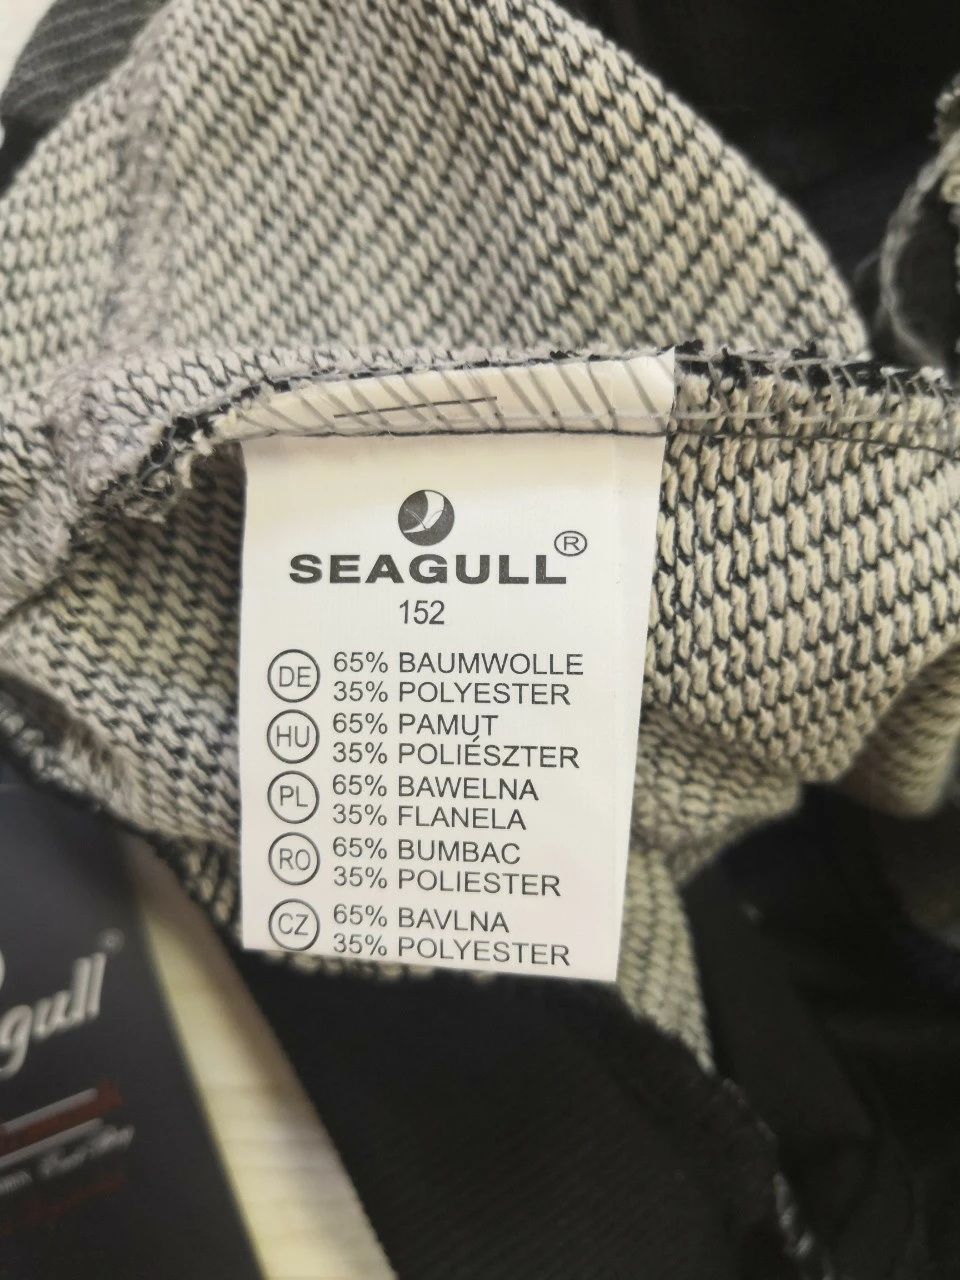 SEAGULL®
152
DE 65% BAUMWOLLE
35% POLYESTER
HU 65% PAMUT
35% POLIÉSZTER
PL 65% BAWELNA
35% FLANELA
RO 65% BUMBAC
35% POLIESTER
CZ 65% BAVLNA
35% POLYESTER
gull